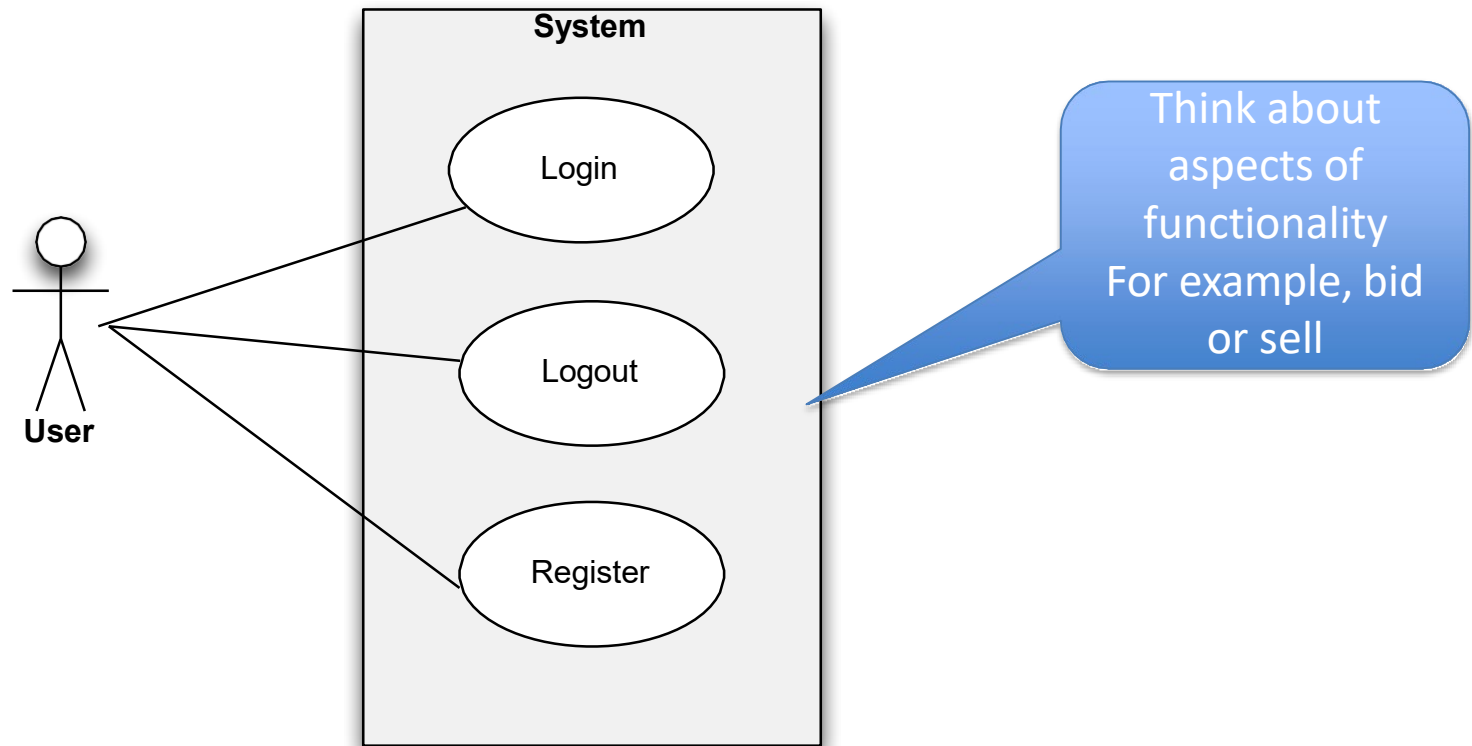 System
Login
Logout
Register
User
Think about
aspects of
functionality
For example, bid
or sell